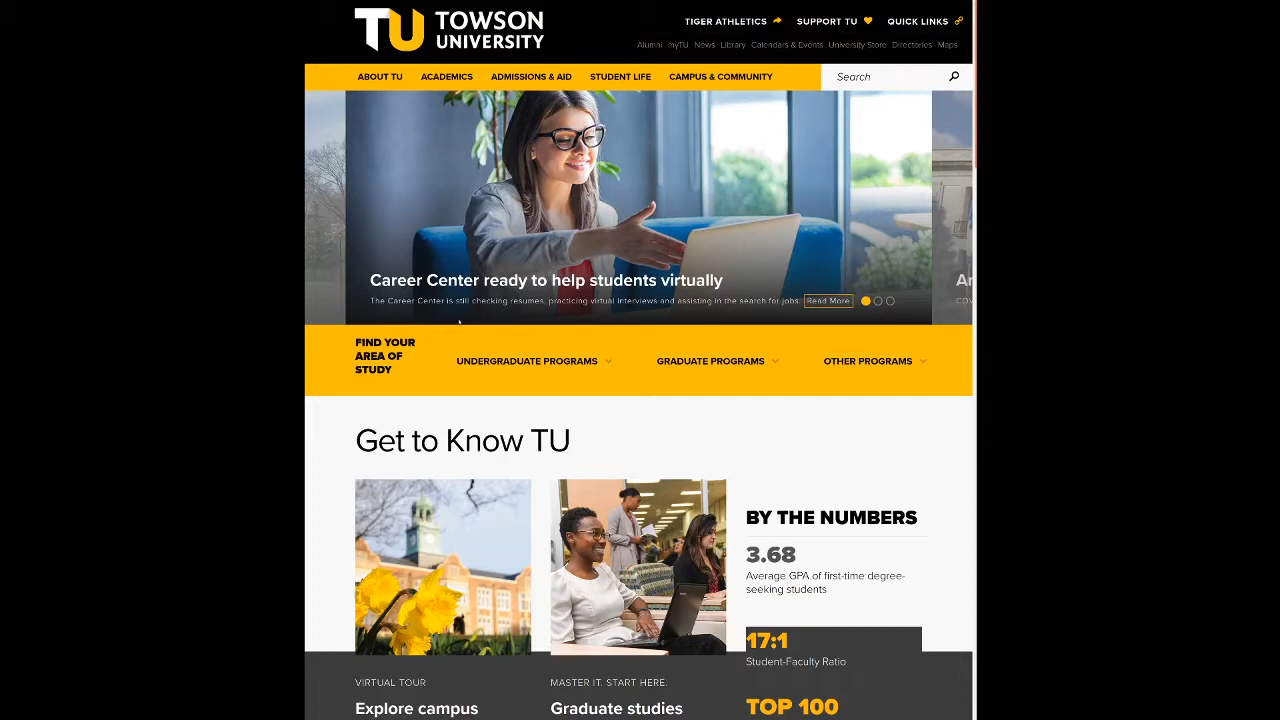 TU TOWSON UNIVERSITY
TIGER ATHLETICS SUPPORT TU QUICK LINKS
Alumni myTU News Library Calendars & Events University Store Directories Maps
ABOUT TU ACADEMICS ADMISSIONS & AID STUDENT LIFE CAMPUS & COMMUNITY Search
Career Center ready to help students virtually
The Career Center is still checking resumes, practicing virtual interviews and assisting in the search for jobs. Read More
FIND YOUR
AREA OF
STUDY
UNDERGRADUATE PROGRAMS GRADUATE PROGRAMS OTHER PROGRAMS
Get to Know TU
BY THE NUMBERS
3.68
Average GPA of first-time degree-
seeking students
17:1
Student-Faculty Ratio
TOP 100
VIRTUAL TOUR
Explore campus
MASTER IT. START HERE.
Graduate studies